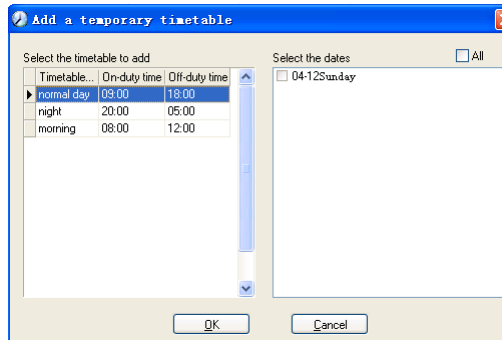 Add a temporary timetable
Select the timetable to add
Timetable... On-duty time Off-duty time
normal day 09:00 18:00
night 20:00 05:00
morning 08:00 12:00
Select the dates All
04-12Sunday
OK Cancel